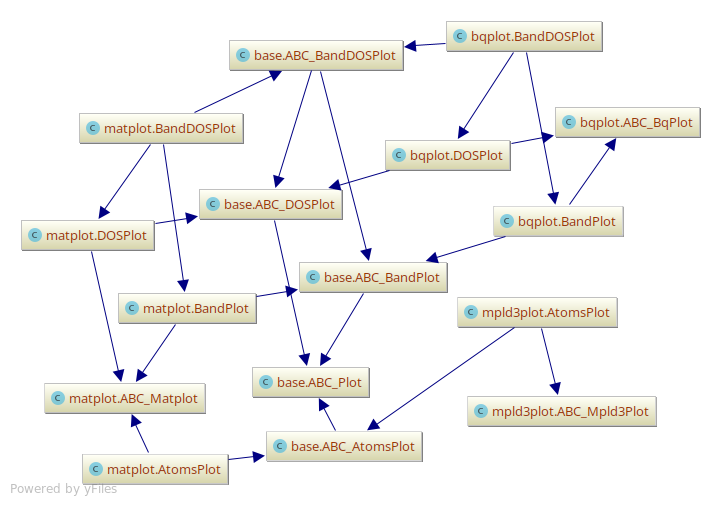 C bqplot.BandDOSPlot
C base.ABC_BandDOSPlot
C bqplot.ABC_BqPlot
C matplot.BandDOSPlot
C bqplot.DOSPlot
C base.ABC_DOSPlot
C bqplot.BandPlot
C matplot.DOSPlot
C base.ABC_BandPlot
C matplot.BandPlot
C mpld3plot.AtomsPlot
C base.ABC_Plot
C matplot.ABC_Matplot
C mpld3plot.ABC_Mpld3Plot
C base.ABC_AtomsPlot
C matplot.AtomsPlot
Powered by yFiles